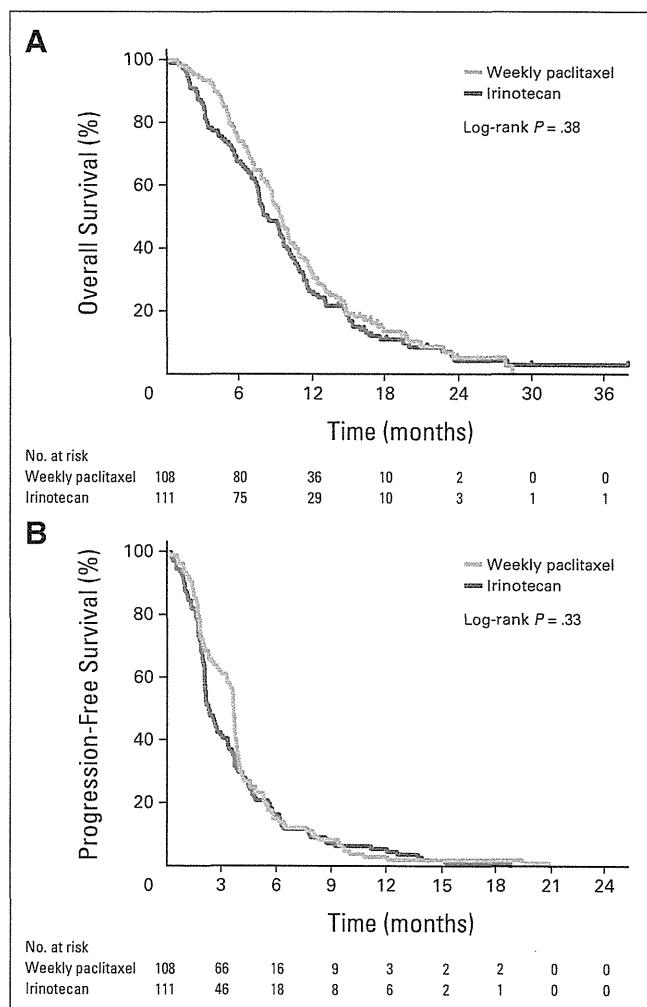 A
Overall Survival (%)
100
80
60
40
20
0
6
12
18
24
30
36
Weekly paclitaxel
Irinotecan
Log-rank P = .38
Time (months)
No. at risk
Weekly paclitaxel 108 80 36 10 2 0 0
Irinotecan 111 75 29 10 3 1 1
B
Progression-Free Survival (%)
100
80
60
40
20
0
3
6
9
12
15
18
21
24
Weekly paclitaxel
Irinotecan
Log-rank P = .33
Time (months)
No. at risk
Weekly paclitaxel 108 66 16 9 3 2 2 0 0
Irinotecan 111 46 18 8 6 2 1 0 0